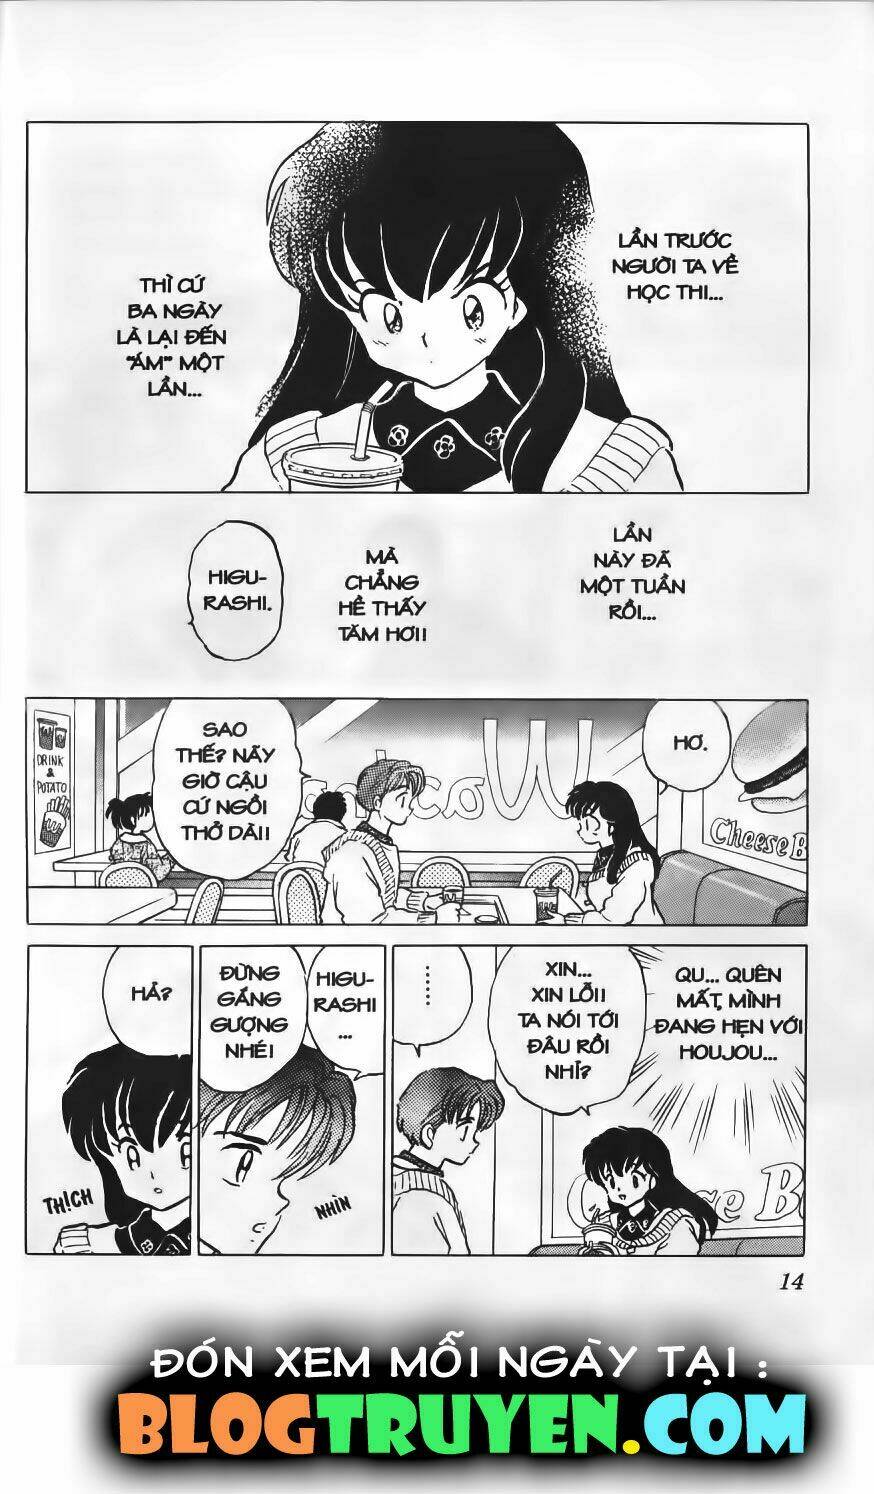 LẦN TRƯỚC
NGƯỜI TA VỀ
HỌC THI...
THÌ CỨ
BA NGÀY
LÀ LẠI ĐẾN
"ÁM" MỘT
LẦN...
LẦN
NÀY ĐÃ
MỘT TUẦN
RỒI...
MÀ
CHẲNG
HỀ THẤY
TĂM HƠI!
HIGU-
RASHI.
HƠ.
SAO
THẾ? NÃY
GIỜ CẬU
CỨ NGỒI
THỞ DÀI!
DRINK
&
POTATO
Cheese B
QU... QUÊN
MẤT, MÌNH
ĐANG HẸN VỚI
HOUJOU...
XIN...
XIN LỖI!
TA NÓI TỚI
ĐÂU RỒI
NHỈ?
......
HIGU-
RASHI
...
ĐỪNG
GẮNG
GƯỢNG
NHÉ!
NHÌN
HẢ?
THỊCH
14
ĐÓN XEM MỖI NGÀY TẠI :
BLOGTRUYEN.COM